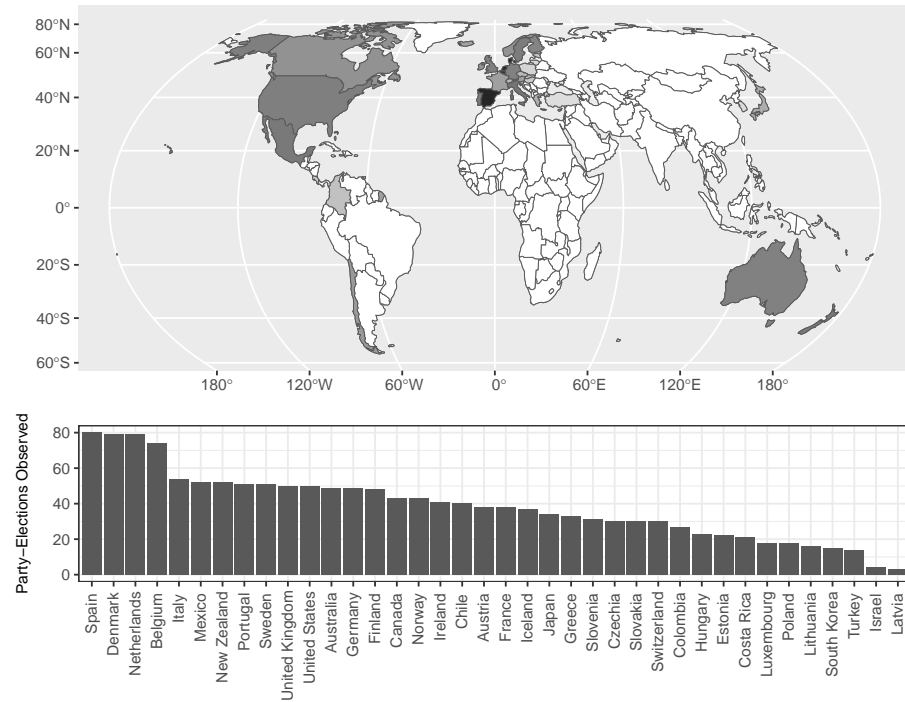 80°N
60°N
40°N
20°N
0°
20°S
40°S
60°S
180° 120°W 60°W 0° 60°E 120°E 180°
Party−Elections Observed
80
60
40
20
0
Spain
Denmark
Netherlands
Belgium
Italy
Mexico
New Zealand
Portugal
Sweden
United Kingdom
United States
Australia
Germany
Finland
Canada
Norway
Ireland
Chile
Austria
France
Iceland
Japan
Greece
Slovenia
Czechia
Slovakia
Switzerland
Colombia
Hungary
Estonia
Costa Rica
Luxembourg
Poland
Lithuania
South Korea
Turkey
Israel
Latvia